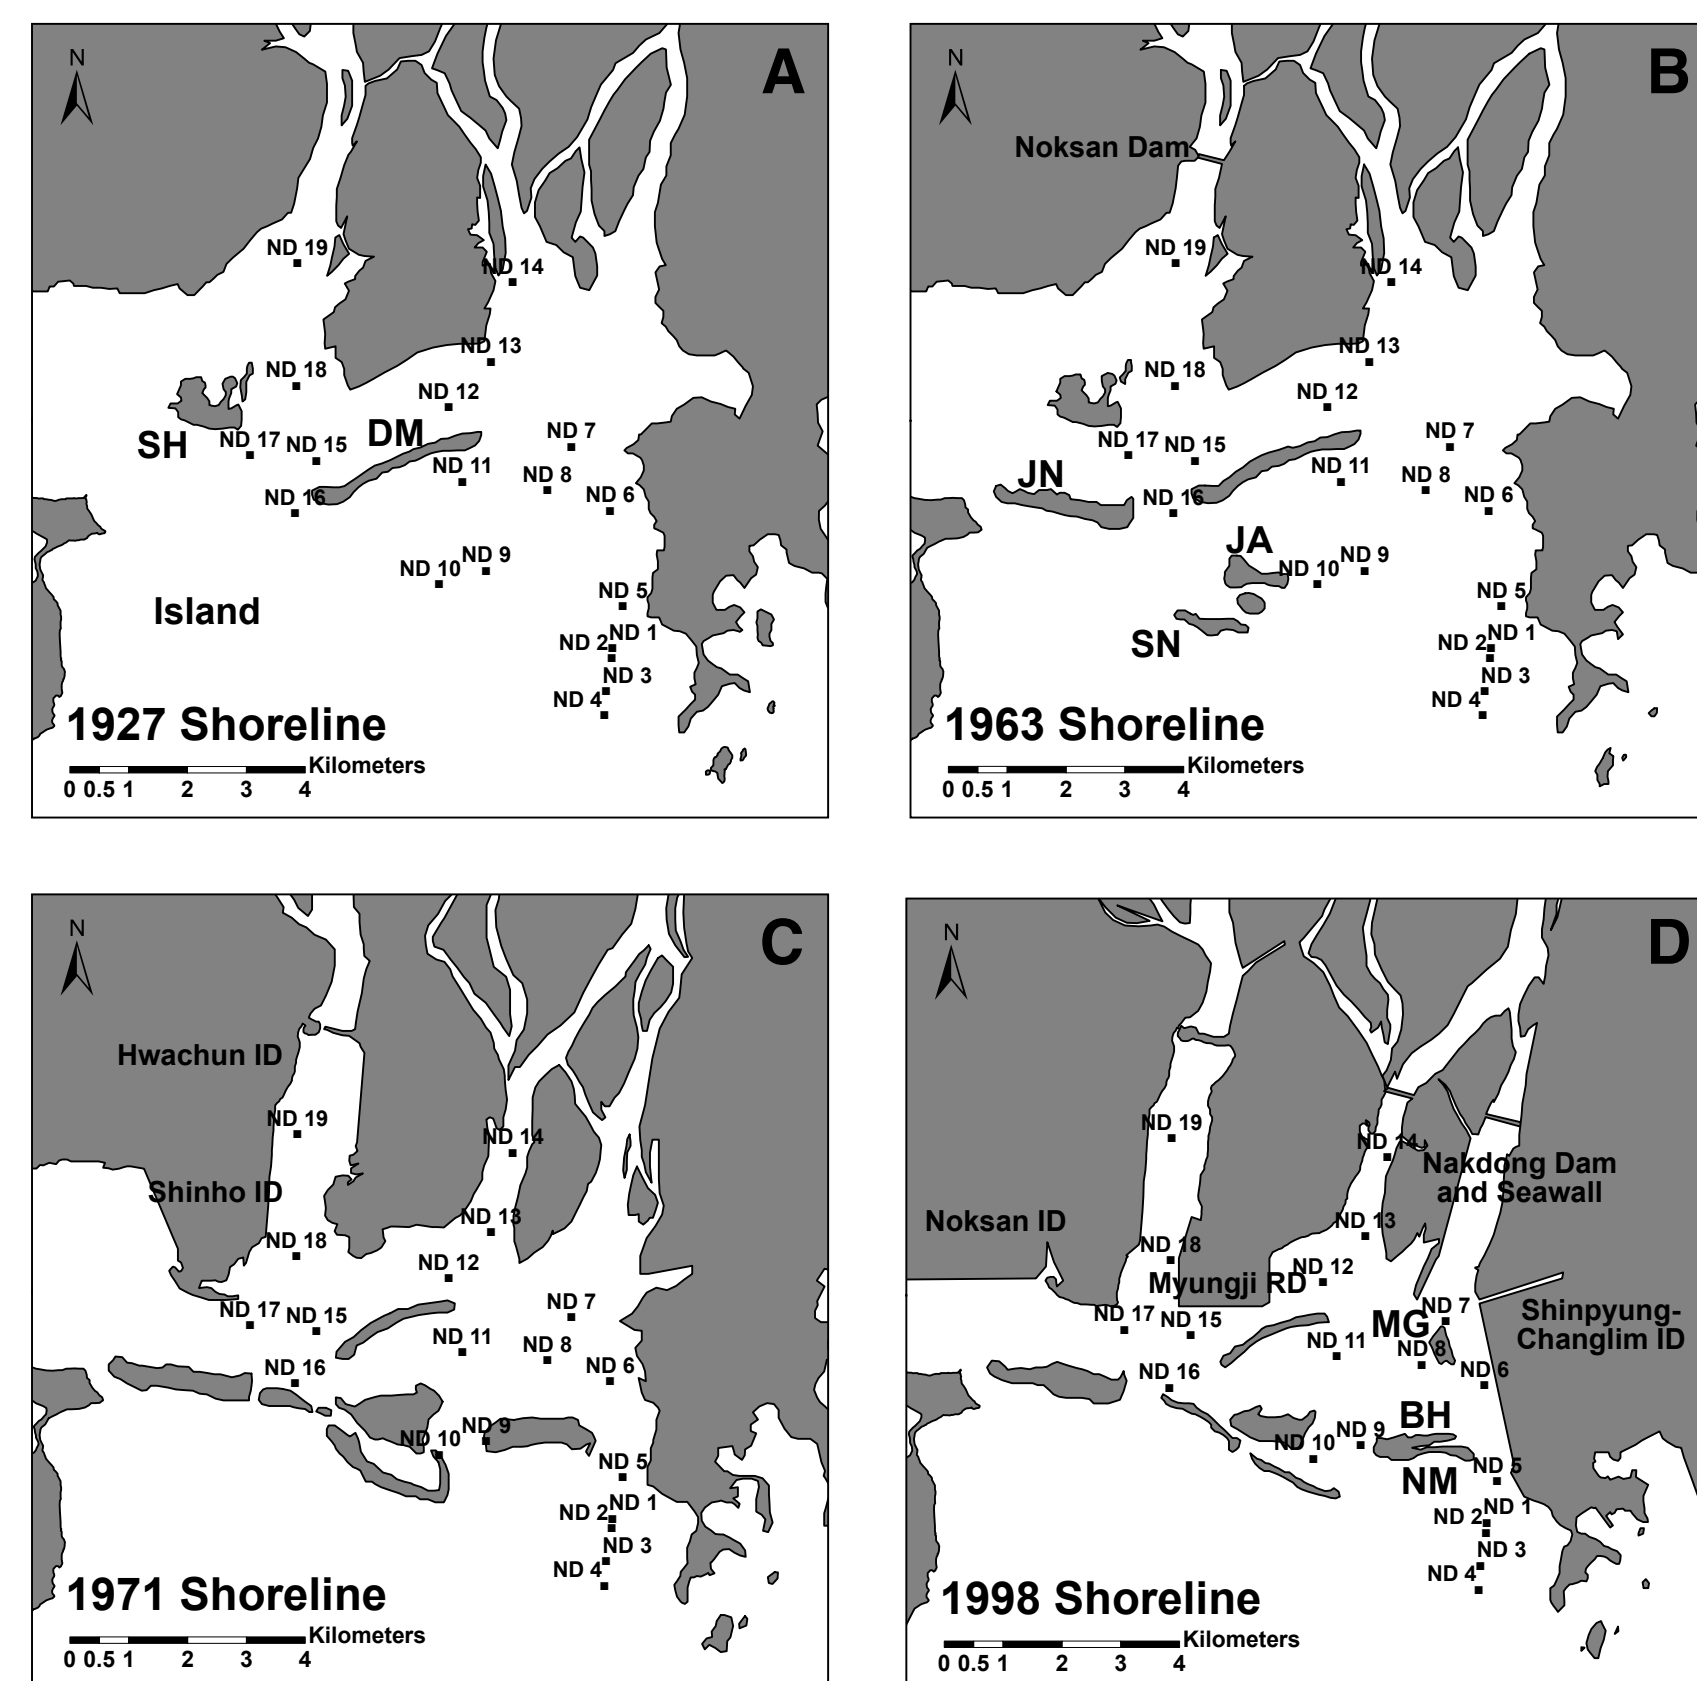 N
A
ND 19
ND 14
ND 13
ND 18
ND 12
SH
ND 17
ND 15
DM
ND 7
ND 11
ND 8
ND 16
ND 6
ND 10
ND 9
ND 5
Island
ND 2
ND 1
ND 3
ND 4
1927 Shoreline
Kilometers
0 0.5 1 2 3 4
N
B
Noksan Dam
ND 19
ND 14
ND 13
ND 18
ND 12
ND 17
ND 15
ND 7
JN
ND 11
ND 8
ND 16
ND 6
JA
ND 10
ND 9
ND 5
SN
ND 2
ND 1
ND 3
ND 4
1963 Shoreline
Kilometers
0 0.5 1 2 3 4
N
C
Hwachun ID
ND 19
ND 14
Shinho ID
ND 13
ND 18
ND 12
ND 17
ND 15
ND 7
ND 11
ND 8
ND 16
ND 6
ND 10
ND 9
ND 5
ND 2
ND 1
ND 3
ND 4
1971 Shoreline
Kilometers
0 0.5 1 2 3 4
N
D
ND 19
ND 14
Nakdong Dam
and Seawall
Noksan ID
ND 13
ND 18
Myungji RD
ND 12
ND 17
ND 15
MG
ND 7
Shinpyung-
Changlim ID
ND 11
ND 8
ND 16
ND 6
BH
ND 10
ND 9
NM
ND 5
ND 2
ND 1
ND 3
ND 4
1998 Shoreline
Kilometers
0 0.5 1 2 3 4